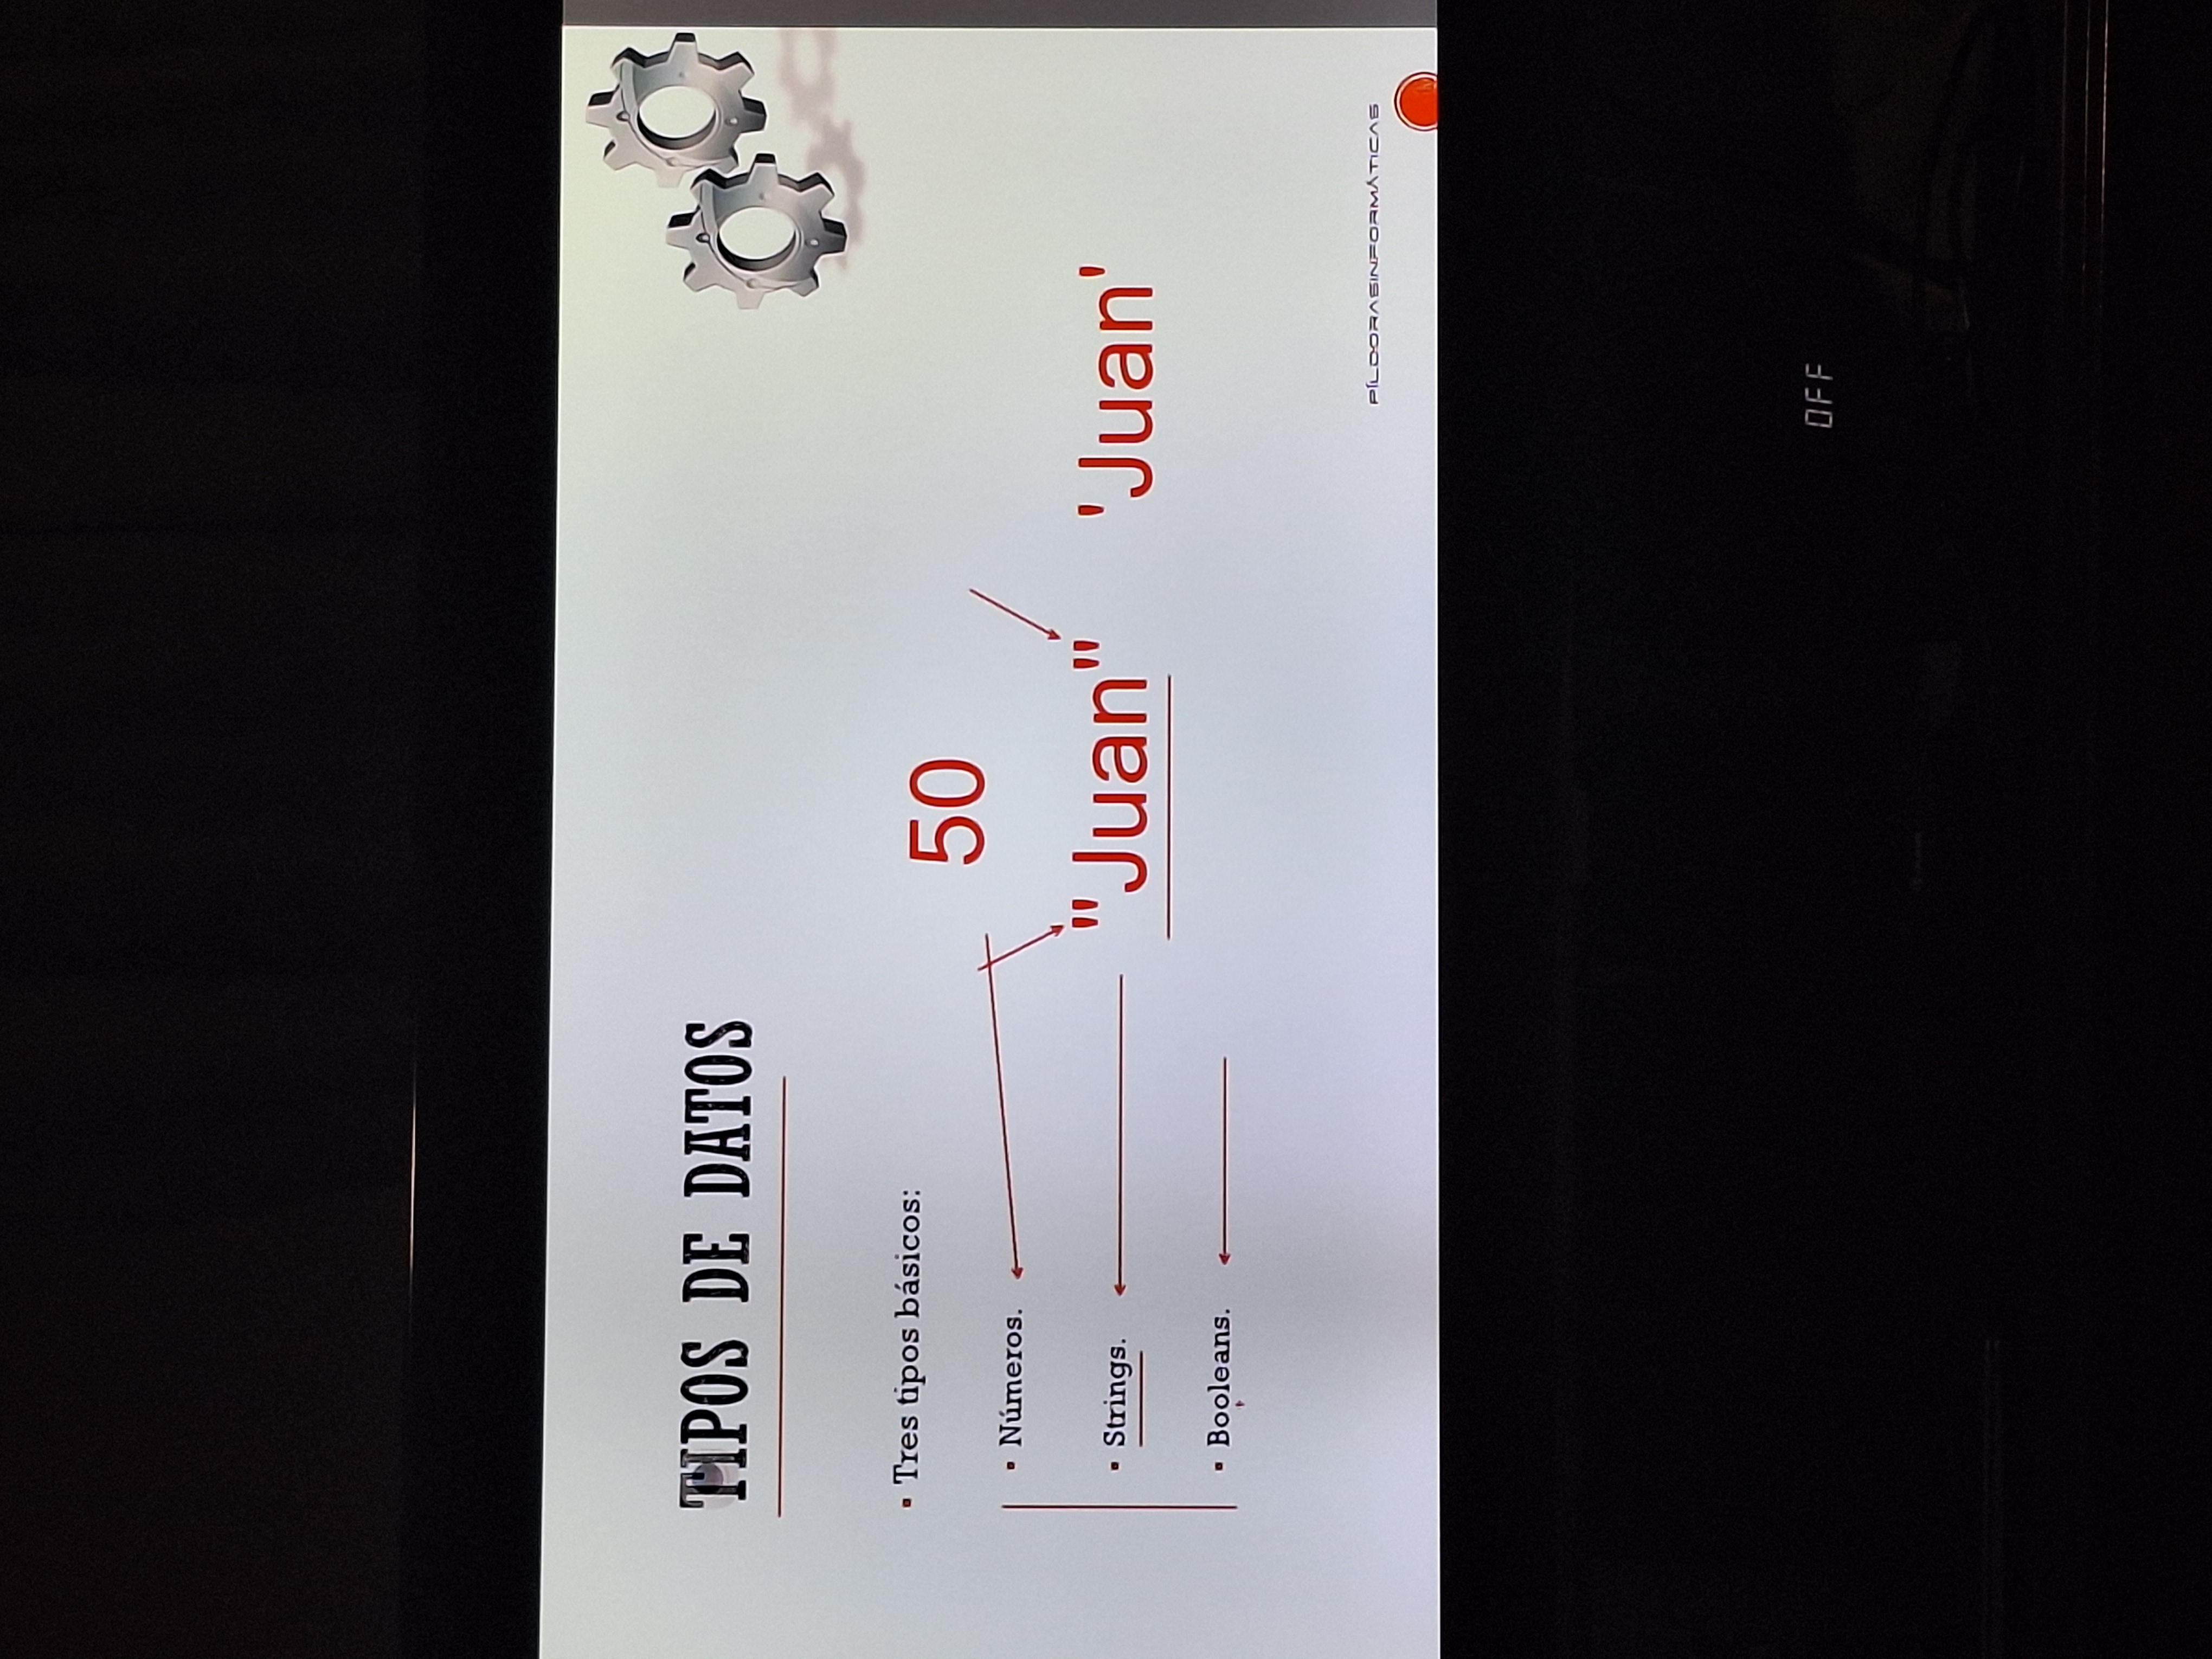 TIPOS DE DATOS
Tres tipos básicos:
50
Números.
Strings.
"Juan" 'Juan'
Booleans.
PÍLDORASINFORMÁTICAS
OFF